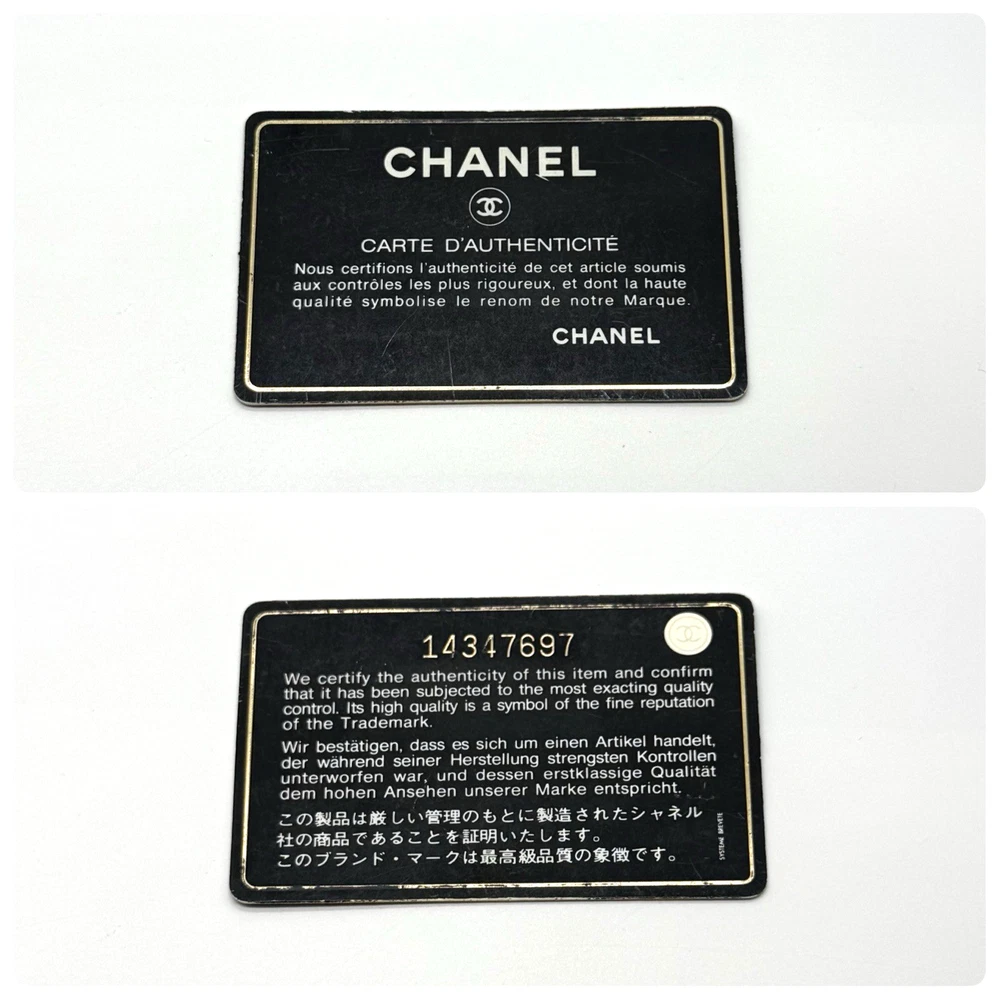 CHANEL
CARTE D'AUTHENTICITÉ
Nous certifions l'authenticité de cet article soumis
aux contrôles les plus rigoureux, et dont la haute
qualité symbolise le renom de notre Marque.
CHANEL
14347697
We certify the authenticity of this item and confirm
that it has been subjected to the most exacting quality
control. Its high quality is a symbol of the fine reputation
of the Trademark.
Wir bestätigen, dass es sich um einen Artikel handelt,
der während seiner Herstellung strengsten Kontrollen
unterworfen war, und dessen erstklassige Qualität
dem hohen Ansehen unserer Marke entspricht.
この製品は厳しい管理のもとに製造されたシャネル
社の商品であることを証明いたします。
このブランド・マークは最高級品質の象徴です。
SYSTEME BREVETE